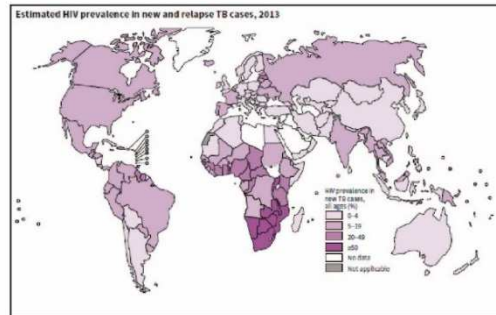 Estimated HIV prevalence in new and relapse TB cases, 2013
HIV prevalence in
new TB cases,
all ages (%)
0–4
5–19
20–49
≥50
No data
Not applicable